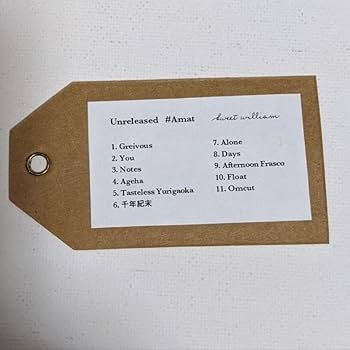 Unreleased #Amat sweet william
1. Greivous
2. You
3. Notes
4. Ageha
5. Tasteless Yurigaoka
6. 千年紀末
7. Alone
8. Days
9. Afternoon Frasco
10. Float
11. Omcut